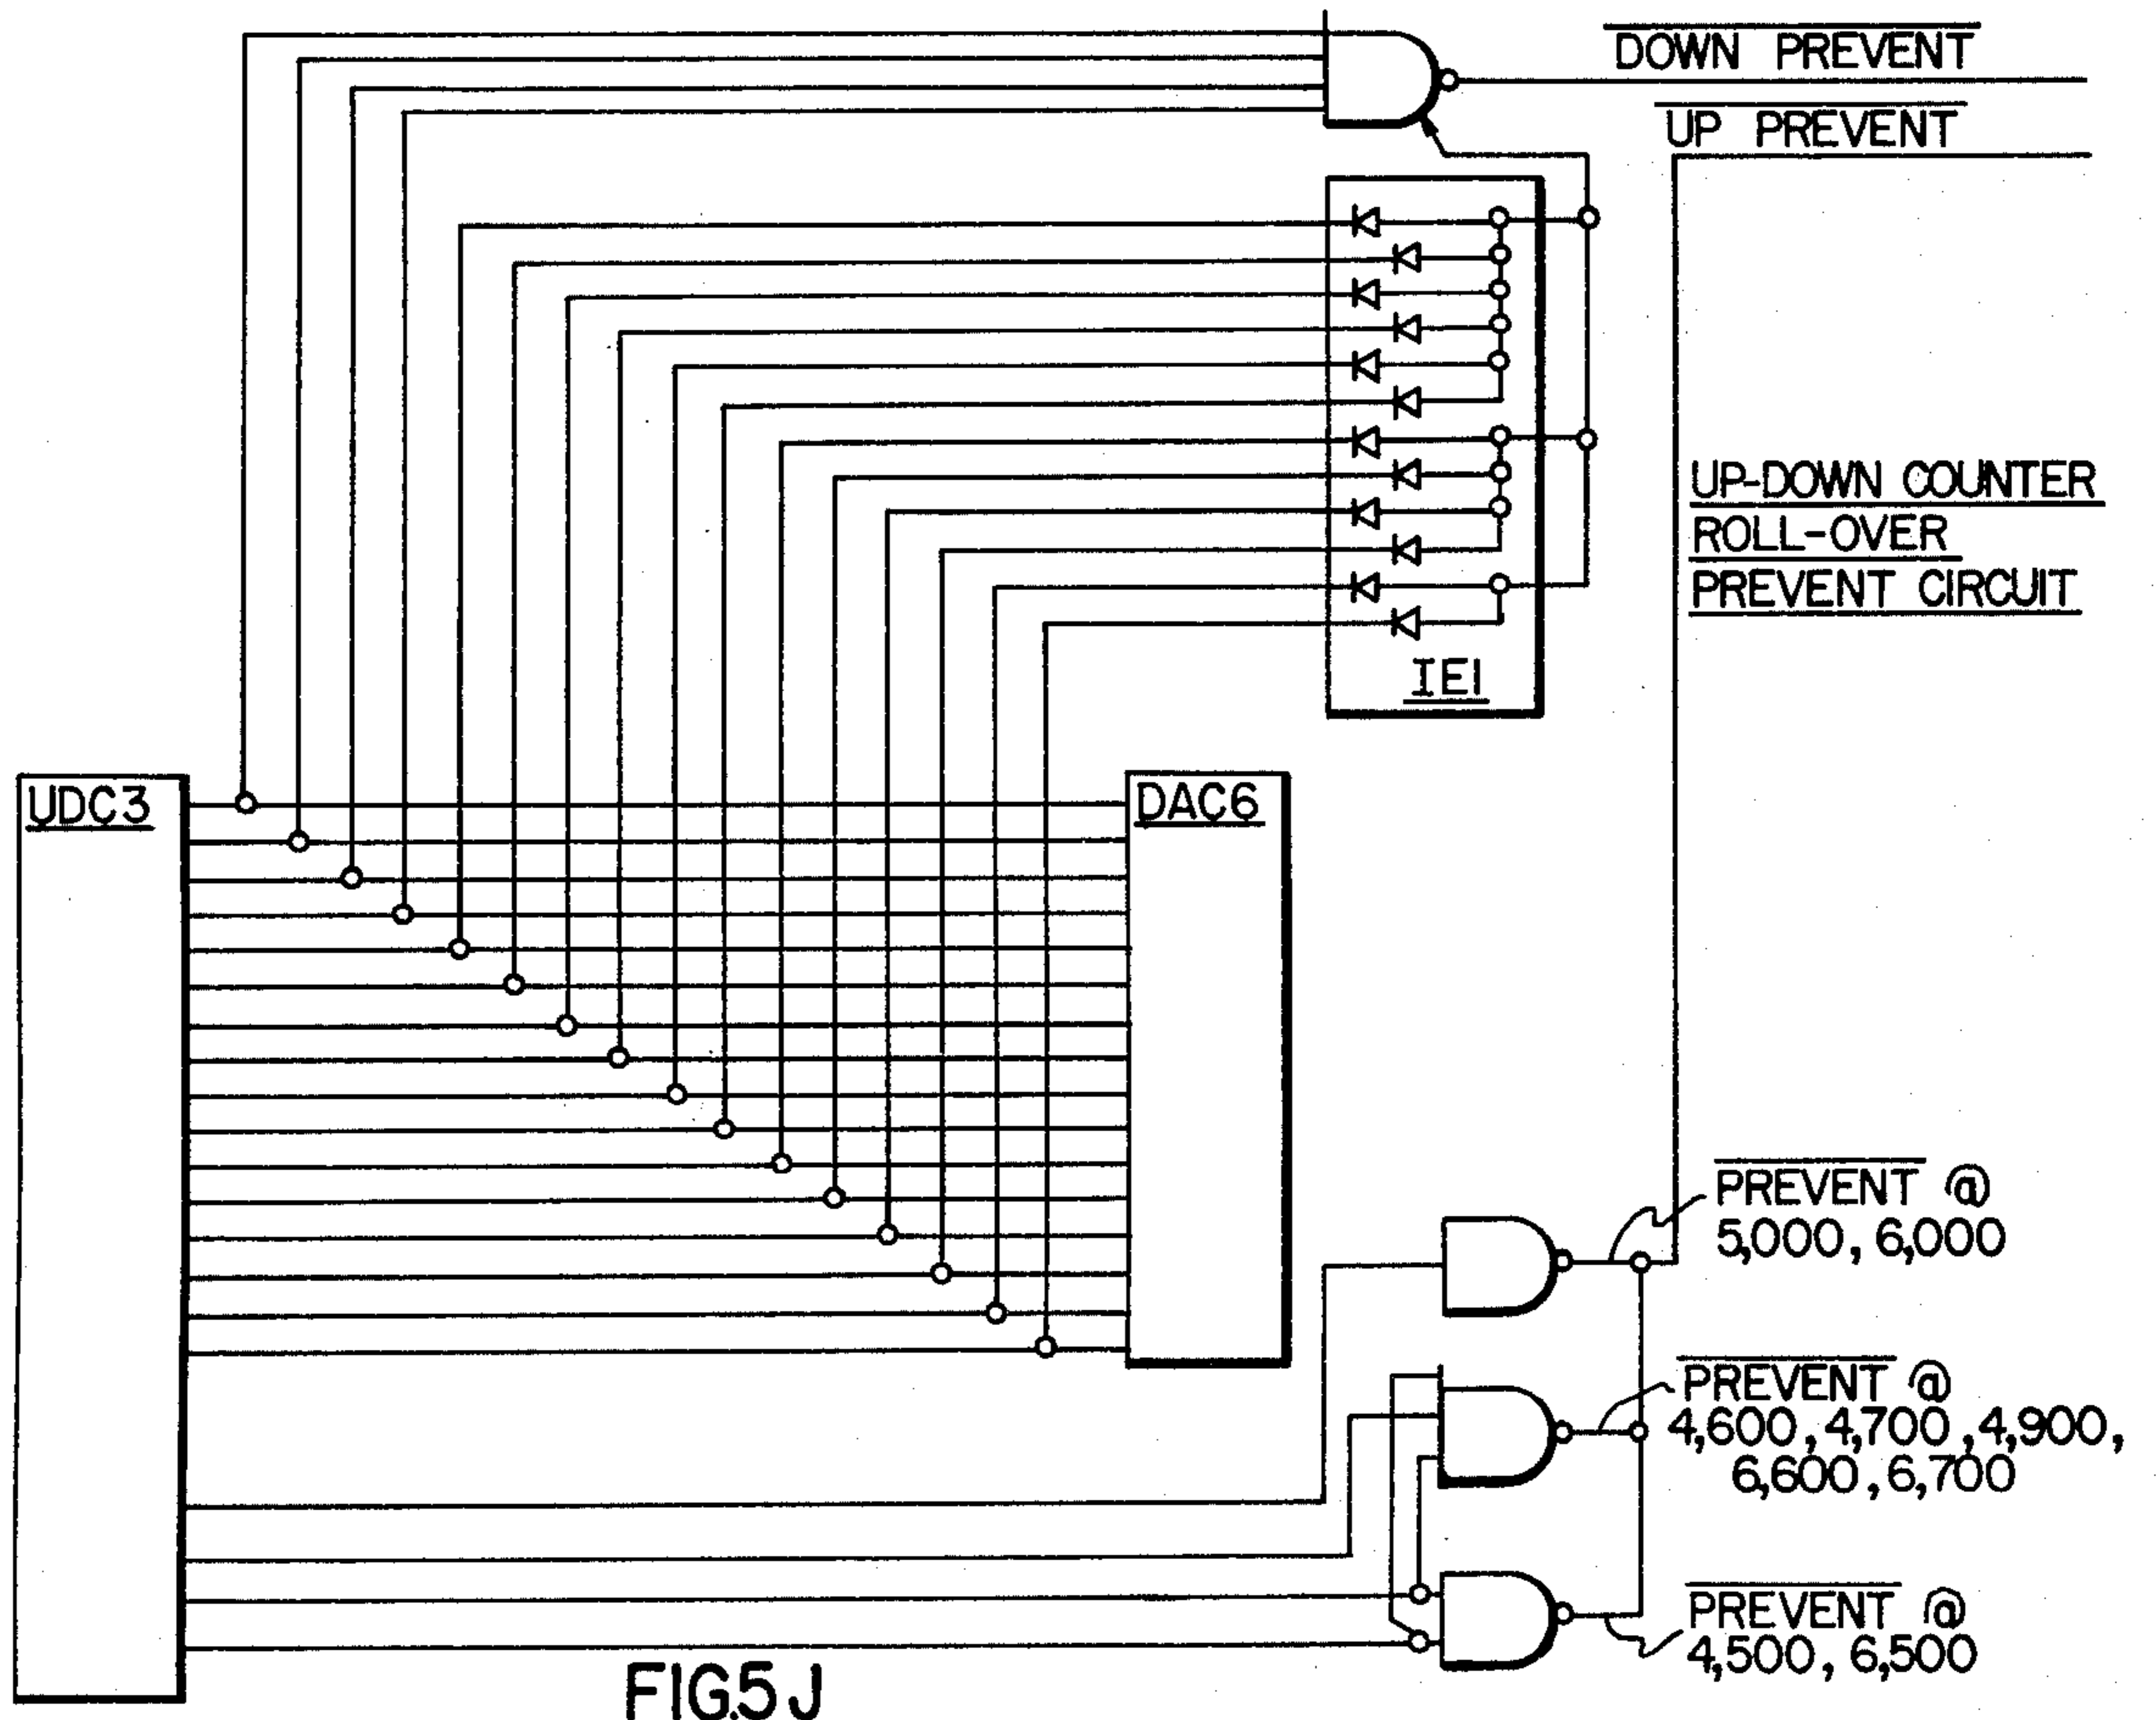 DOWN PREVENT
UP PREVENT
UP-DOWN COUNTER
ROLL-OVER
PREVENT CIRCUIT
IE1
UDC3
DAC6
PREVENT @
5,000, 6,000
PREVENT @
4,600, 4,700, 4,900,
6,600, 6,700
PREVENT @
4,500, 6,500
FIG.5J